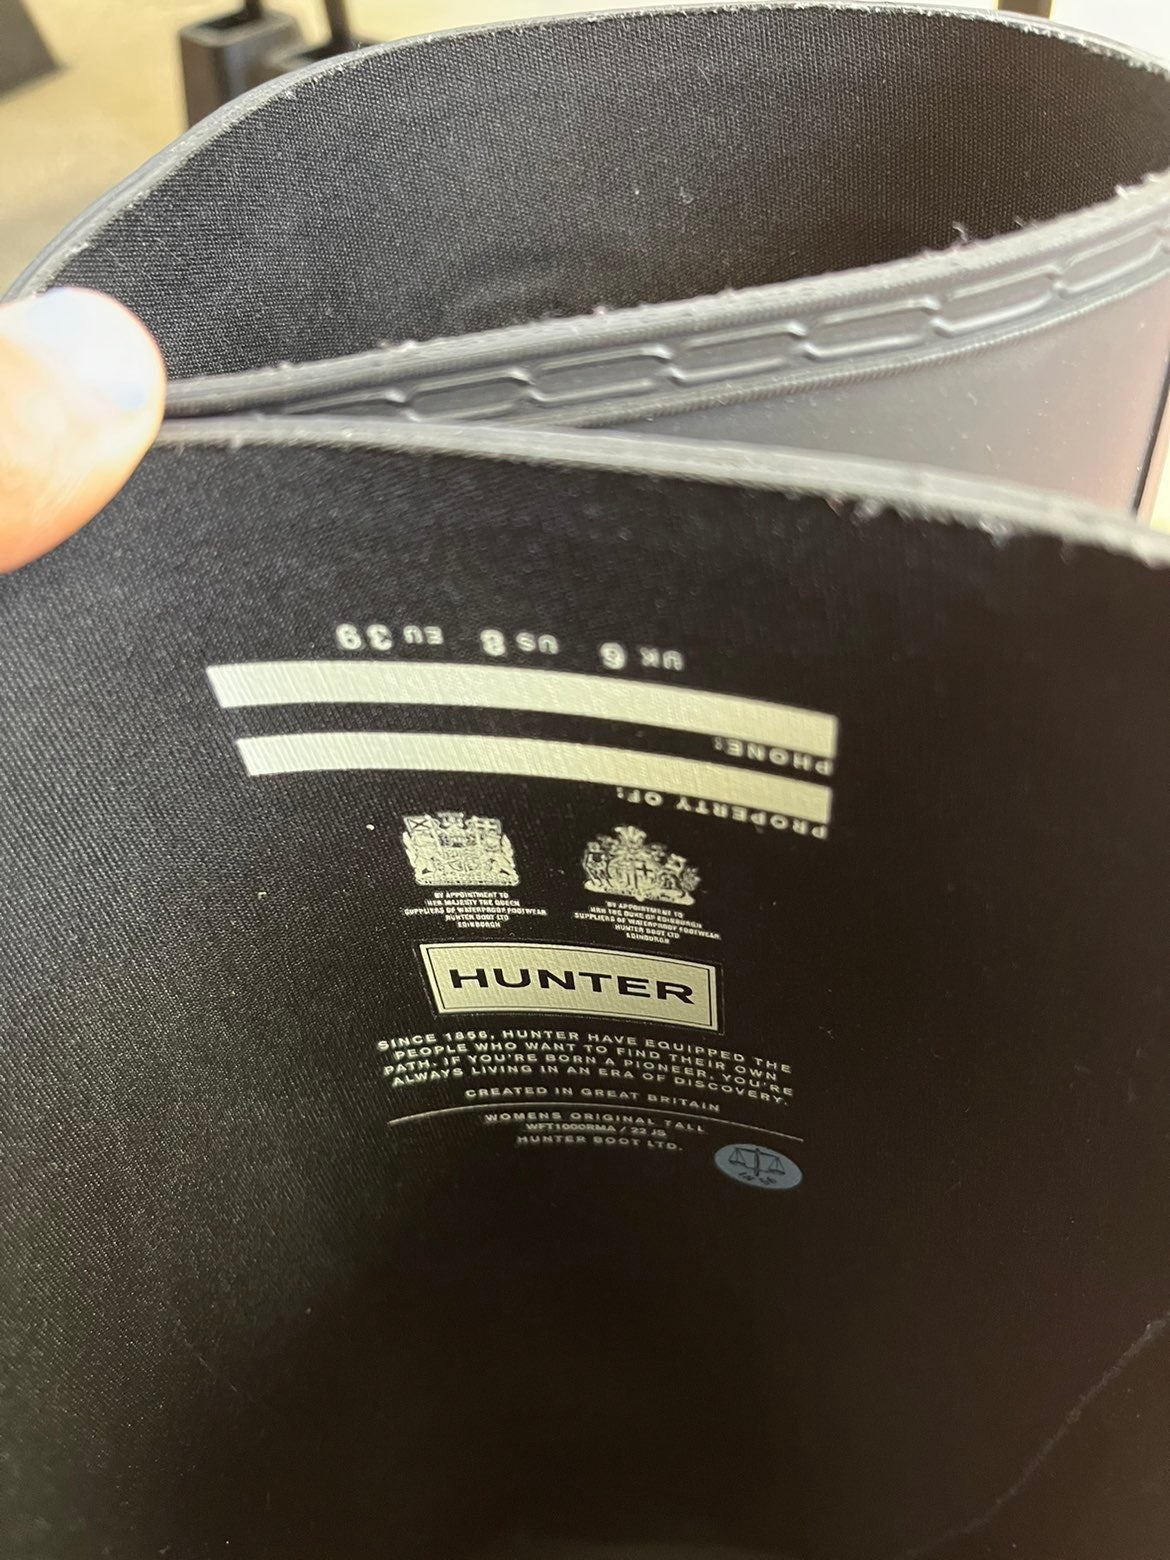 UK 6 US 8 EU 39
PHONE:
PROPERTY OF:
BY APPOINTMENT TO
HER MAJESTY THE QUEEN
SUPPLIERS OF WATERPROOF FOOTWEAR
HUNTER BOOT LTD
EDINBURGH
BY APPOINTMENT TO
HRH THE DUKE OF EDINBURGH
SUPPLIERS OF WATERPROOF FOOTWEAR
HUNTER BOOT LTD
EDINBURGH
HUNTER
SINCE 1856, HUNTER HAVE EQUIPPED THE
PEOPLE WHO WANT TO FIND THEIR OWN
PATH. IF YOU'RE BORN A PIONEER, YOU'RE
ALWAYS LIVING IN AN ERA OF DISCOVERY.
CREATED IN GREAT BRITAIN
WOMENS ORIGINAL TALL
WFT1000RMA
HUNTER BOOT LTD.